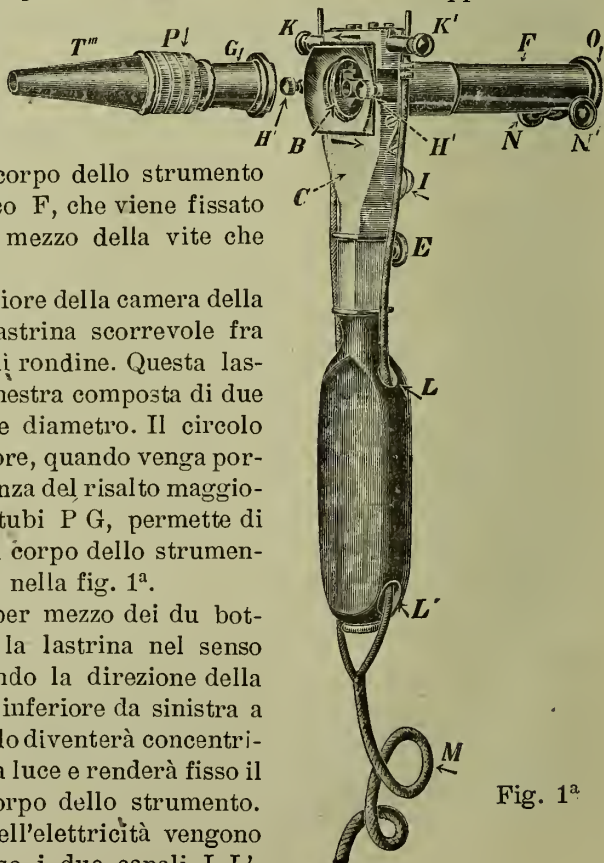 K K'
T^m P G F O
H' B H' N N'
C I
E
corpo dello strumento
co F, che viene fissato
mezzo della vite che
iore della camera della
astrina scorrevole fra
i rondine. Questa las-
nestra composta di due
e diametro. Il circolo
ore, quando venga por-
nza del risalto maggio-
tubi P G, permette di
corpo dello strumen-
nella fig. 1ª.
per mezzo dei du bot-
la lastrina nel senso
ndo la direzione della
inferiore da sinistra a
lo diventerà concentri-
a luce e renderà fisso il
orpo dello strumento.
ell'elettricità vengono
i due canali L L'
L
L'
M
Fig. 1ª